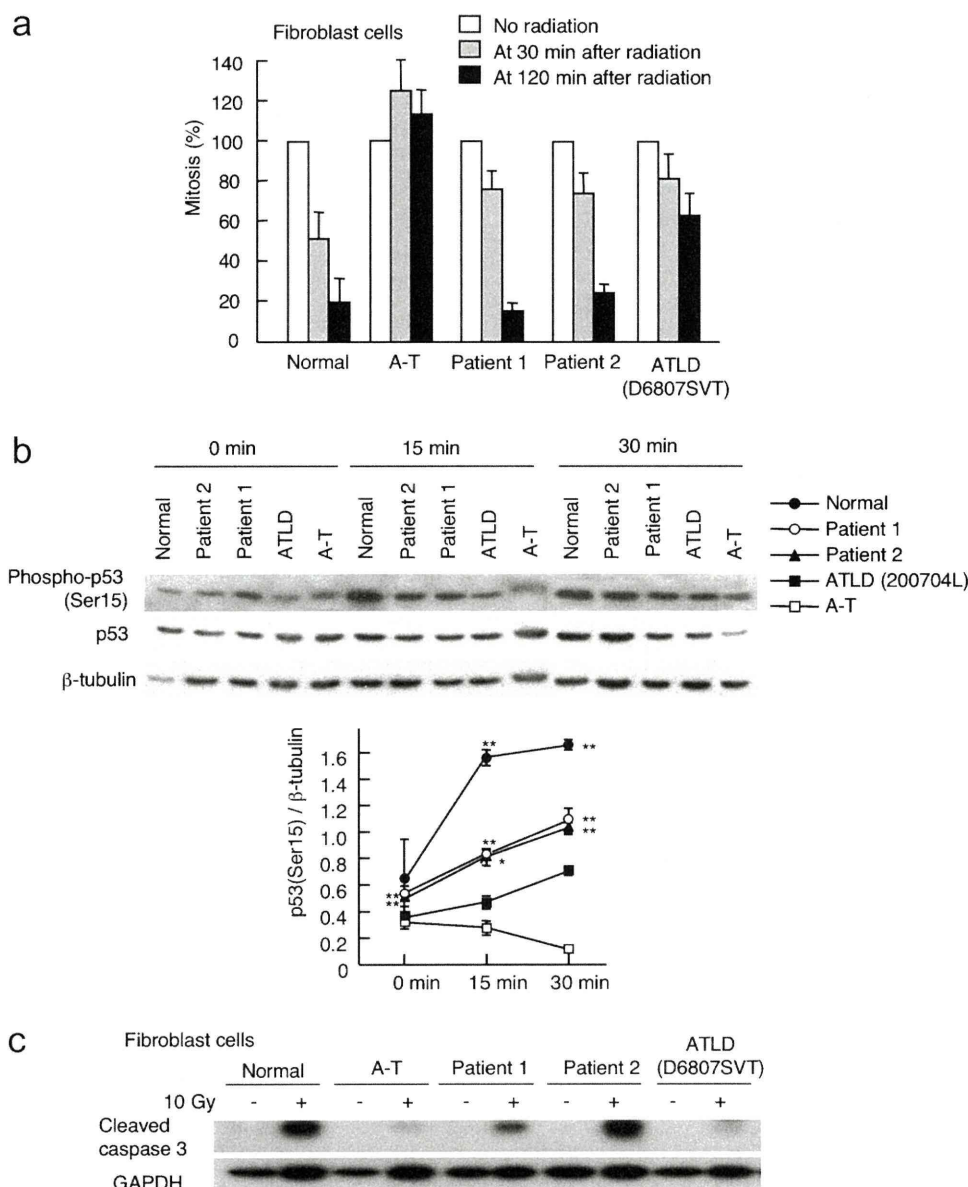 a
Fibroblast cells
No radiation
At 30 min after radiation
At 120 min after radiation
Mitosis (%)
140
120
100
80
60
40
20
0
Normal
A-T
Patient 1
Patient 2
ATLD
(D6807SVT)
b
0 min
15 min
30 min
Normal
Patient 2
Patient 1
ATLD
A-T
Normal
Patient 2
Patient 1
ATLD
A-T
Normal
Patient 2
Patient 1
ATLD
A-T
Normal
Patient 1
Patient 2
ATLD (200704L)
A-T
Phospho-p53
(Ser15)
p53
β-tubulin
p53(Ser15) / β-tubulin
1.6
1.4
1.2
1.0
0.8
0.6
0.4
0.2
0
**
**
**
*
**
**
**
**
0 min
15 min
30 min
c
Fibroblast cells
Normal
A-T
Patient 1
Patient 2
ATLD
(D6807SVT)
10 Gy - + - + - + - + - +
Cleaved
caspase 3
GAPDH